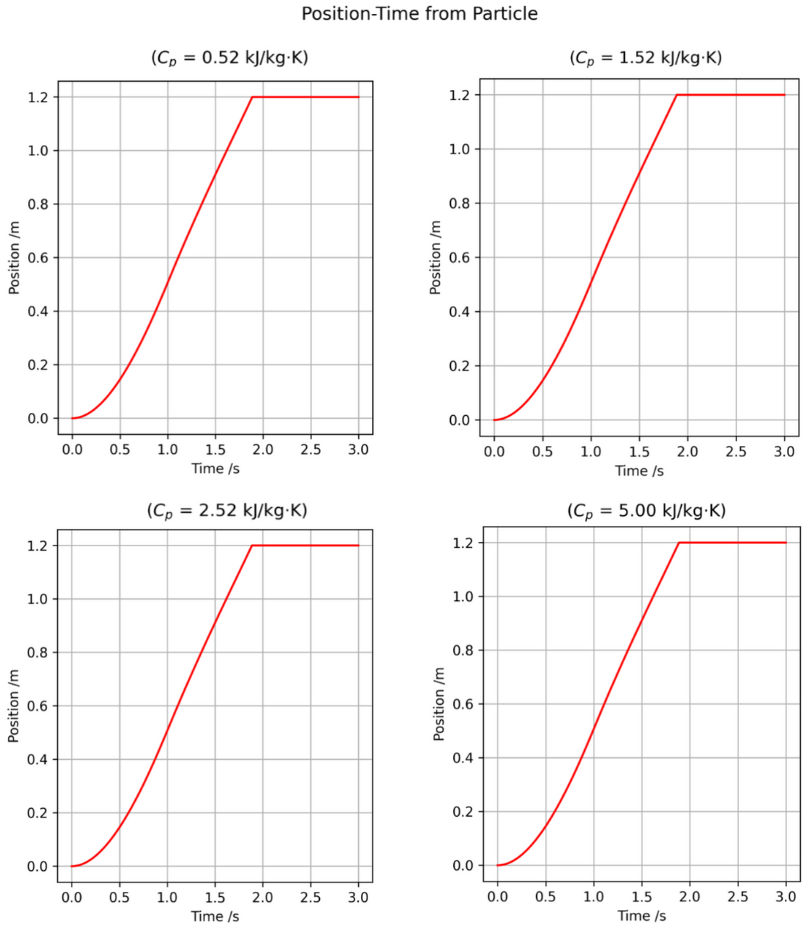 Position-Time from Particle
(Cₚ = 0.52 kJ/kg·K)
1.2
1.0
0.8
0.6
0.4
0.2
0.0
Position /m
0.0 0.5 1.0 1.5 2.0 2.5 3.0
Time /s
(Cₚ = 1.52 kJ/kg·K)
1.2
1.0
0.8
0.6
0.4
0.2
0.0
Position /m
0.0 0.5 1.0 1.5 2.0 2.5 3.0
Time /s
(Cₚ = 2.52 kJ/kg·K)
1.2
1.0
0.8
0.6
0.4
0.2
0.0
Position /m
0.0 0.5 1.0 1.5 2.0 2.5 3.0
Time /s
(Cₚ = 5.00 kJ/kg·K)
1.2
1.0
0.8
0.6
0.4
0.2
0.0
Position /m
0.0 0.5 1.0 1.5 2.0 2.5 3.0
Time /s